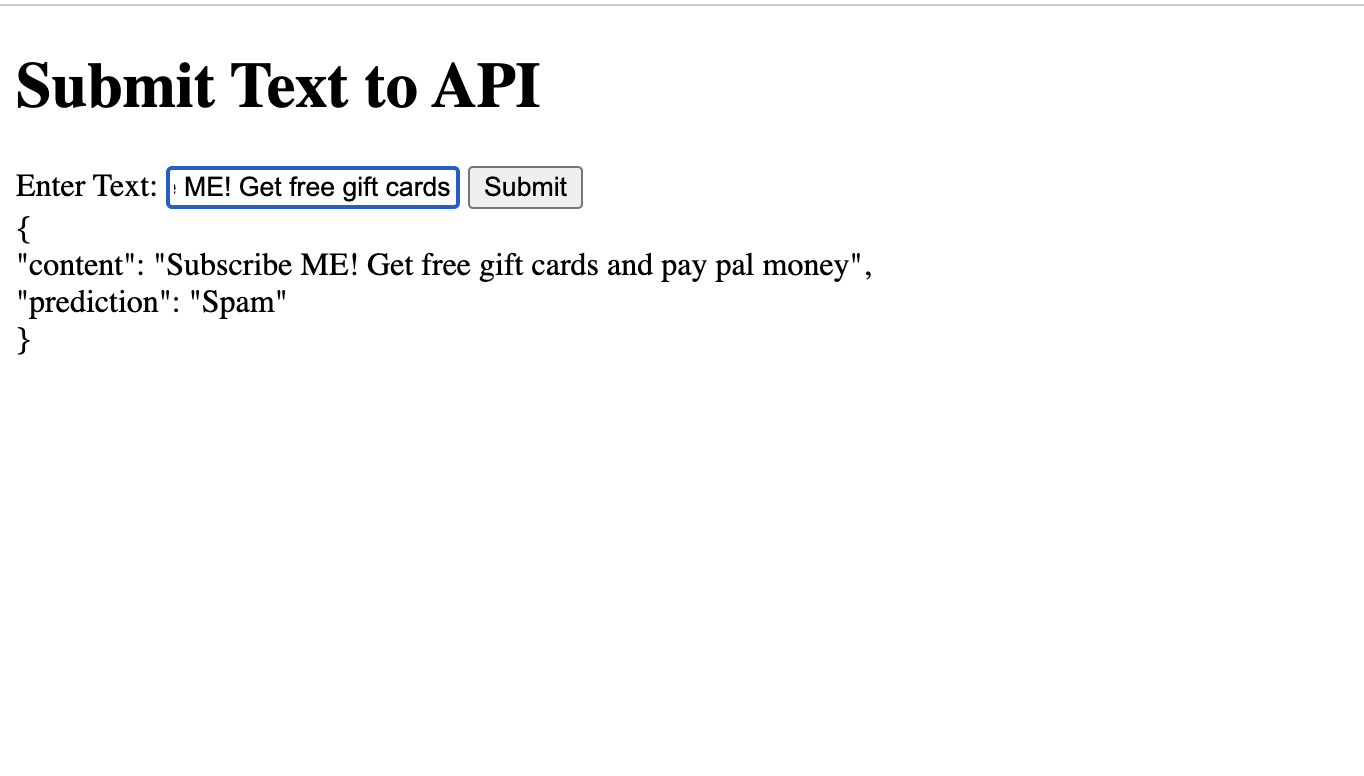 Submit Text to API
Enter Text: ME! Get free gift cards Submit
{
"content": "Subscribe ME! Get free gift cards and pay pal money",
"prediction": "Spam"
}